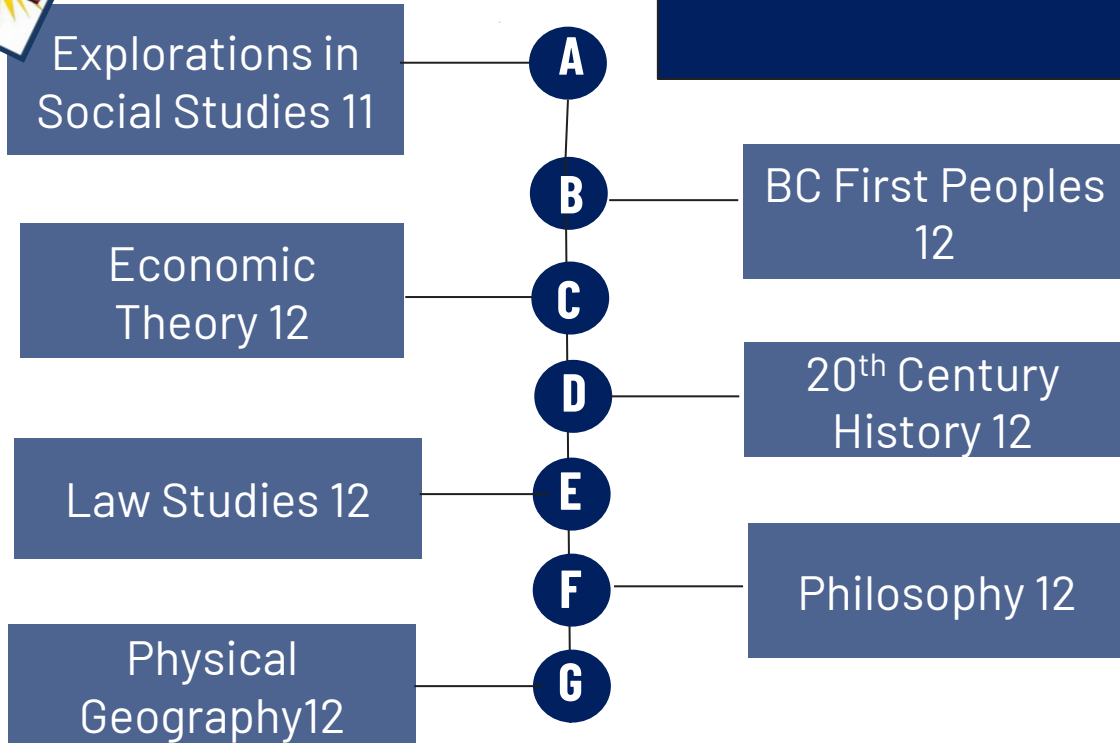 Explorations in
Social Studies 11
A
B
BC First Peoples
12
Economic
Theory 12
C
D
20th Century
History 12
Law Studies 12
E
F
Philosophy 12
Physical
Geography12
G